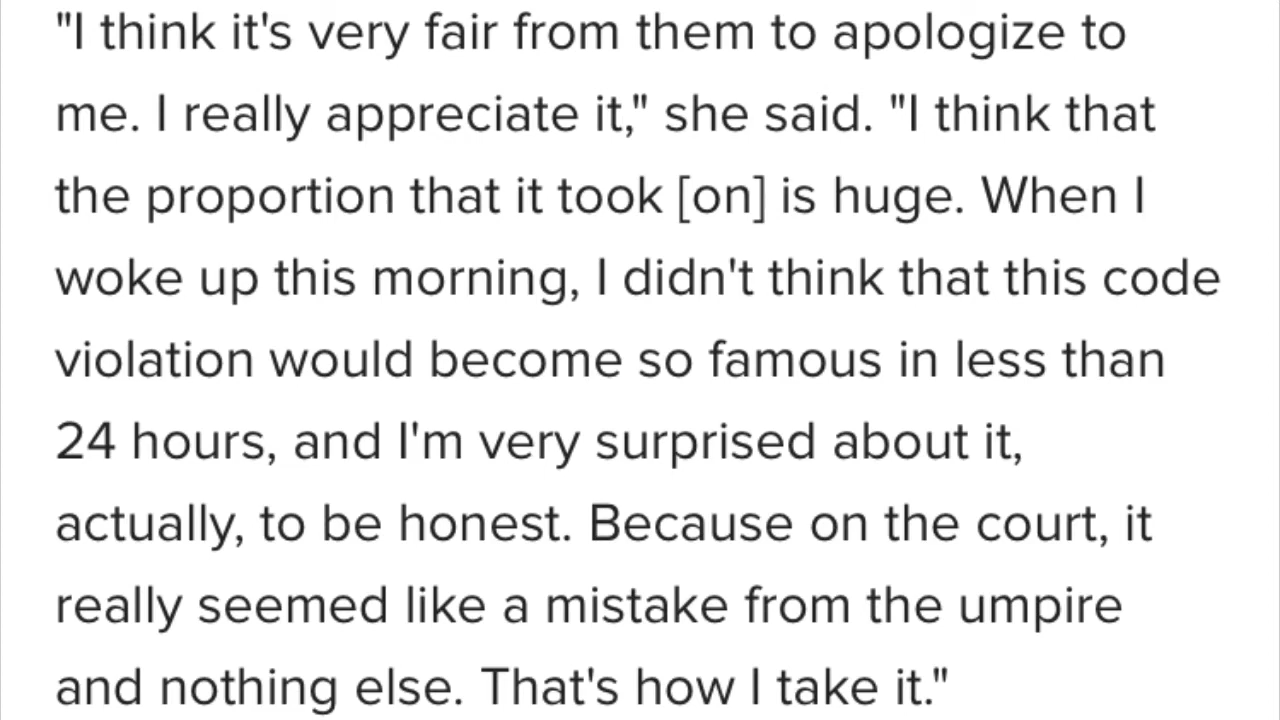 "I think it's very fair from them to apologize to
me. I really appreciate it," she said. "I think that
the proportion that it took [on] is huge. When I
woke up this morning, I didn't think that this code
violation would become so famous in less than
24 hours, and I'm very surprised about it,
actually, to be honest. Because on the court, it
really seemed like a mistake from the umpire
and nothing else. That's how I take it."